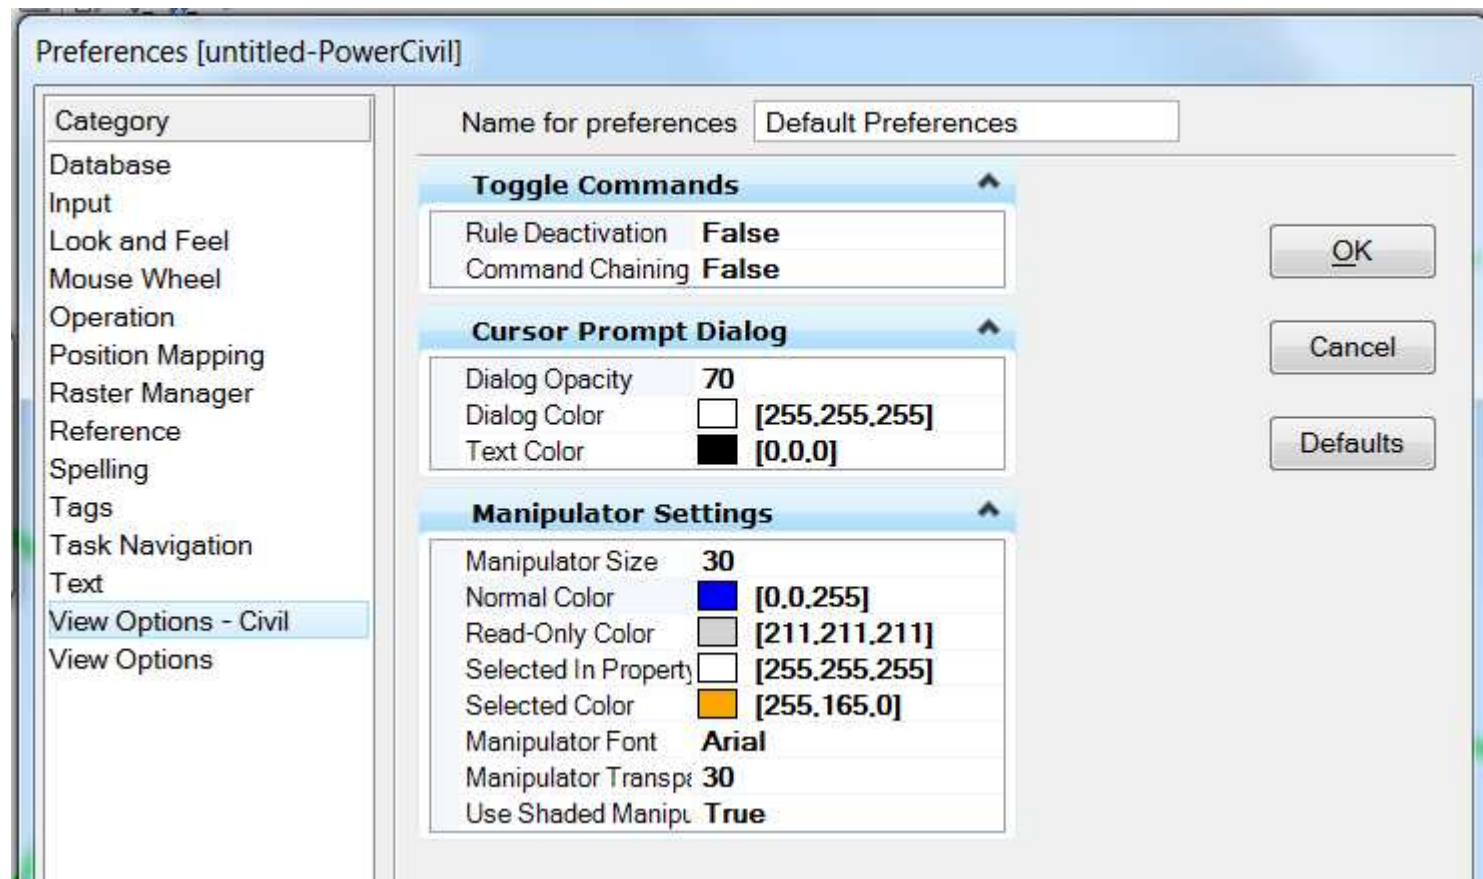 Preferences [untitled-PowerCivil]
Category
Database
Input
Look and Feel
Mouse Wheel
Operation
Position Mapping
Raster Manager
Reference
Spelling
Tags
Task Navigation
Text
View Options - Civil
View Options
Name for preferences Default Preferences
Toggle Commands
Rule Deactivation False
Command Chaining False
Cursor Prompt Dialog
Dialog Opacity 70
Dialog Color [255,255,255]
Text Color [0,0,0]
Manipulator Settings
Manipulator Size 30
Normal Color [0,0,255]
Read-Only Color [211,211,211]
Selected In Property [255,255,255]
Selected Color [255,165,0]
Manipulator Font Arial
Manipulator Transpa 30
Use Shaded Manipu True
OK
Cancel
Defaults